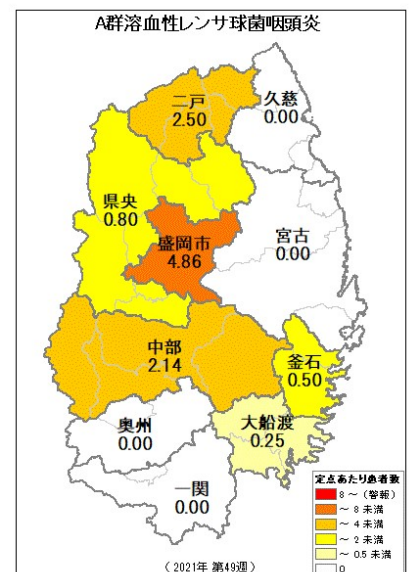 A群溶血性レンサ球菌咽頭炎
二戸
2.50
久慈
0.00
県央
0.80
盛岡市
4.86
宮古
0.00
中部
2.14
釜石
0.50
奥州
0.00
大船渡
0.25
一関
0.00
定点あたり患者数
8～（警報）
～8 未満
～4 未満
～2 未満
～0.5 未満
0
（2021年 第49週）